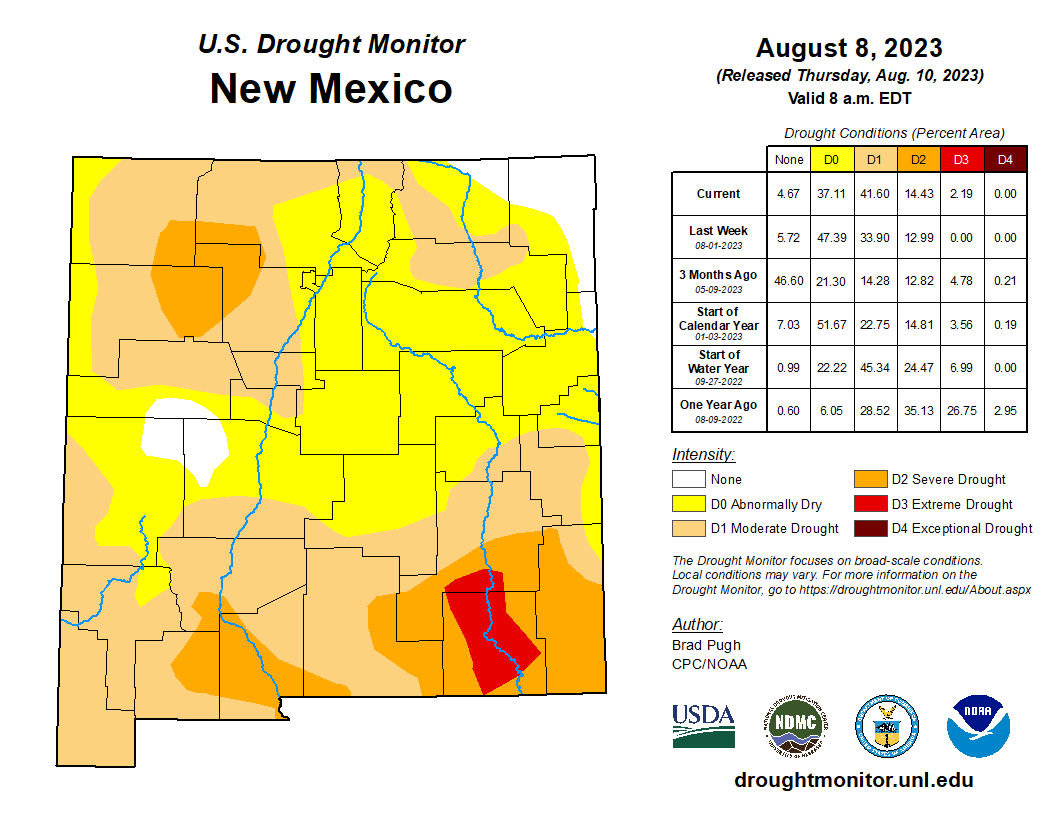 U.S. Drought Monitor
New Mexico
August 8, 2023
(Released Thursday, Aug. 10, 2023)
Valid 8 a.m. EDT
Drought Conditions (Percent Area)
None D0 D1 D2 D3 D4
Current 4.67 37.11 41.60 14.43 2.19 0.00
Last Week
08-01-2023
5.72 47.39 33.90 12.99 0.00 0.00
3 Months Ago
05-09-2023
46.60 21.30 14.28 12.82 4.78 0.21
Start of
Calendar Year
01-03-2023
7.03 51.67 22.75 14.81 3.56 0.19
Start of
Water Year
09-27-2022
0.99 22.22 45.34 24.47 6.99 0.00
One Year Ago
08-09-2022
0.60 6.05 28.52 35.13 26.75 2.95
Intensity:
None
D0 Abnormally Dry
D1 Moderate Drought
D2 Severe Drought
D3 Extreme Drought
D4 Exceptional Drought
The Drought Monitor focuses on broad-scale conditions.
Local conditions may vary. For more information on the
Drought Monitor, go to https://droughtmonitor.unl.edu/About.aspx
Author:
Brad Pugh
CPC/NOAA
USDA
NDMC
NOAA
droughtmonitor.unl.edu